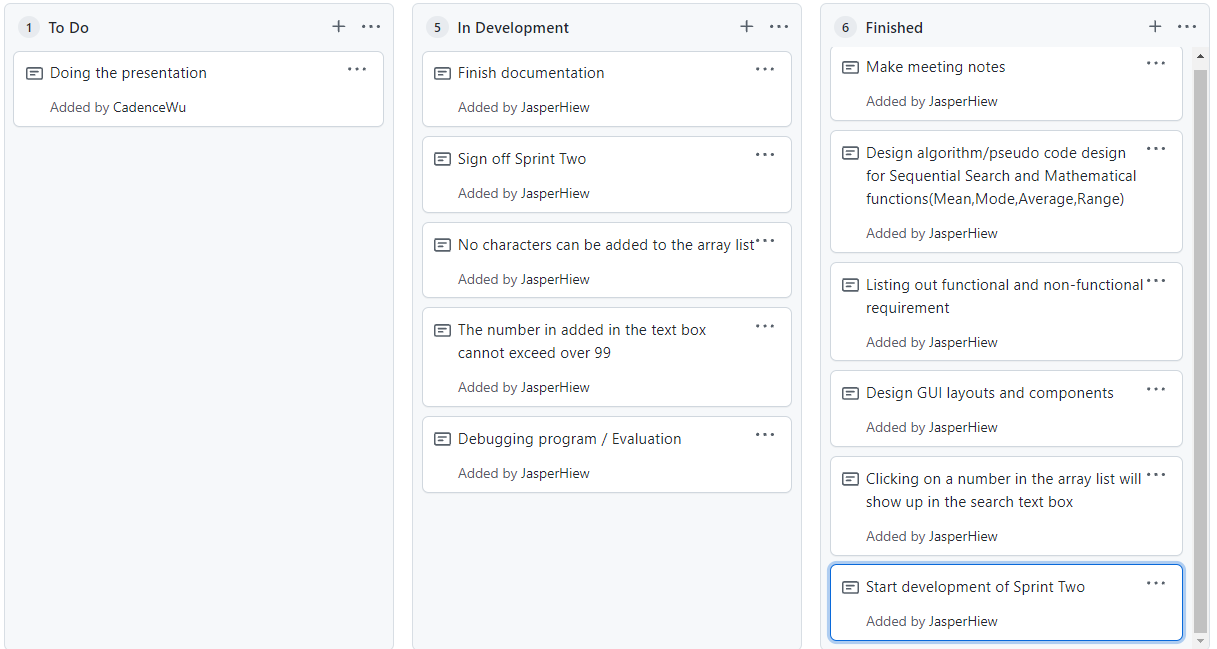 1 To Do
Doing the presentation
Added by CadenceWu
5 In Development
Finish documentation
Added by JasperHiew
Sign off Sprint Two
Added by JasperHiew
No characters can be added to the array list
Added by JasperHiew
The number in added in the text box
cannot exceed over 99
Added by JasperHiew
Debugging program / Evaluation
Added by JasperHiew
6 Finished
Make meeting notes
Added by JasperHiew
Design algorithm/pseudo code design
for Sequential Search and Mathematical
functions(Mean,Mode,Average,Range)
Added by JasperHiew
Listing out functional and non-functional
requirement
Added by JasperHiew
Design GUI layouts and components
Added by JasperHiew
Clicking on a number in the array list will
show up in the search text box
Added by JasperHiew
Start development of Sprint Two
Added by JasperHiew